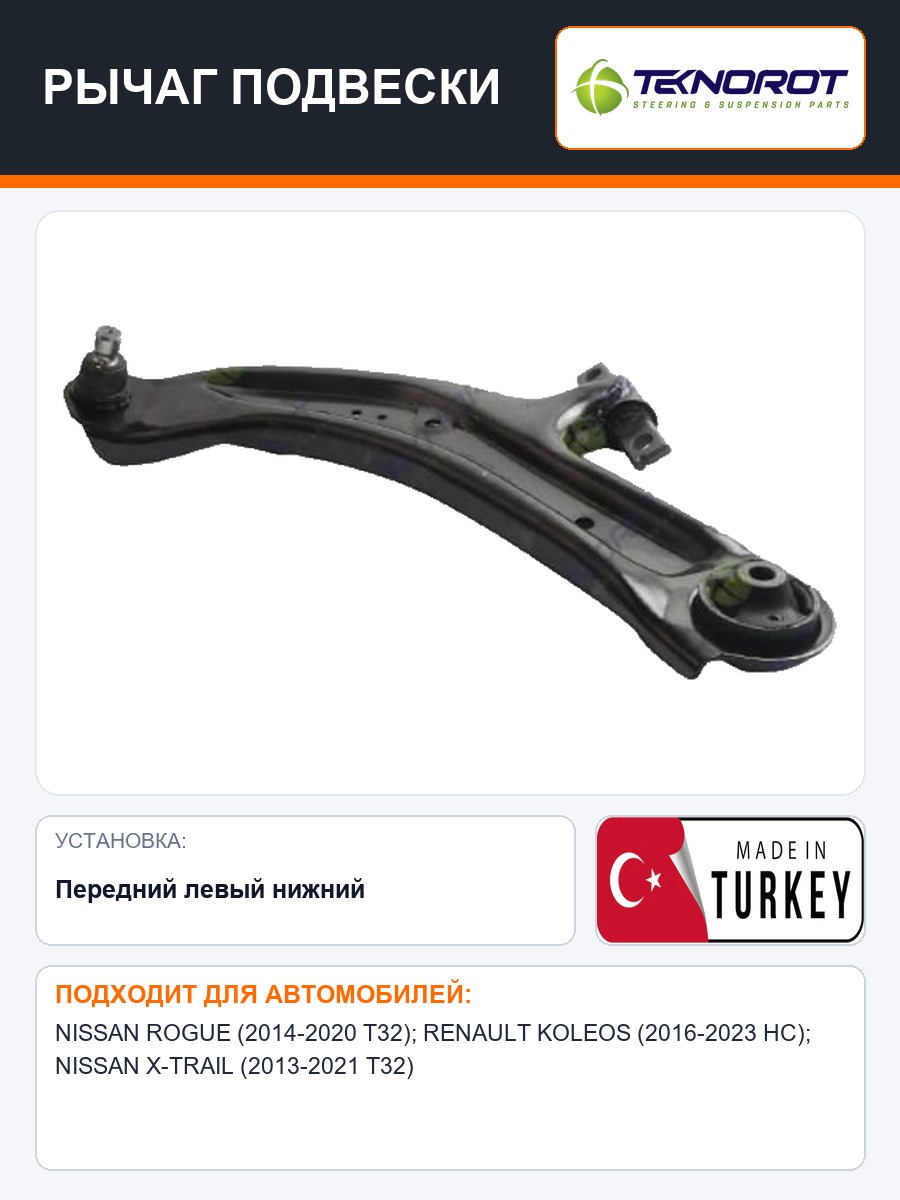 РЫЧАГ ПОДВЕСКИ
TEKNOROT
STEERING & SUSPENSION PARTS
УСТАНОВКА:
Передний левый нижний
MADE IN
TURKEY
ПОДХОДИТ ДЛЯ АВТОМОБИЛЕЙ:
NISSAN ROGUE (2014-2020 T32); RENAULT KOLEOS (2016-2023 HC);
NISSAN X-TRAIL (2013-2021 T32)